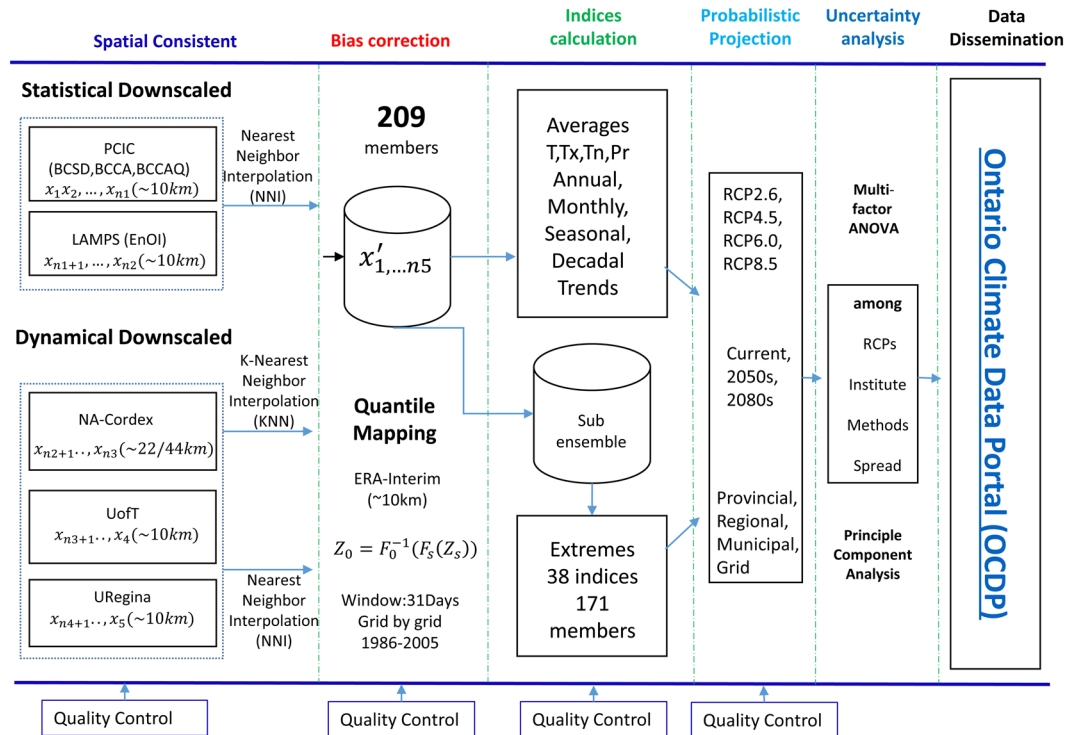 Spatial Consistent
Bias correction
Indices
calculation
Probabilistic
Projection
Uncertainty
analysis
Data
Dissemination
Statistical Downscaled
PCIC
(BCSD,BCCA,BCCAQ)
x₁x₂, ... , xₙ₁(~10km)
LAMPS (EnOI)
xₙ₁₊₁, ... , xₙ₂(~10km)
Nearest
Neighbor
Interpolation
(NNI)
Dynamical Downscaled
NA-Cordex
xₙ₂₊₁.. , xₙ₃(~22/44km)
UofT
xₙ₃₊₁.. , x₄(~10km)
URegina
xₙ₄₊₁.. , x₅(~10km)
K-Nearest
Neighbor
Interpolation
(KNN)
Nearest
Neighbor
Interpolation
(NNI)
209
members
x′₁,...n5
Quantile
Mapping
ERA-Interim
(~10km)
Z₀ = F₀⁻¹(Fₛ(Zₛ))
Window:31Days
Grid by grid
1986-2005
Averages
T,Tx,Tn,Pr
Annual,
Monthly,
Seasonal,
Decadal
Trends
Sub
ensemble
Extremes
38 indices
171
members
RCP2.6,
RCP4.5,
RCP6.0,
RCP8.5
Current,
2050s,
2080s
Provincial,
Regional,
Municipal,
Grid
Multi-
factor
ANOVA
among
RCPs
Institute
Methods
Spread
Principle
Component
Analysis
Ontario Climate Data Portal (OCDP)
Quality Control
Quality Control
Quality Control
Quality Control